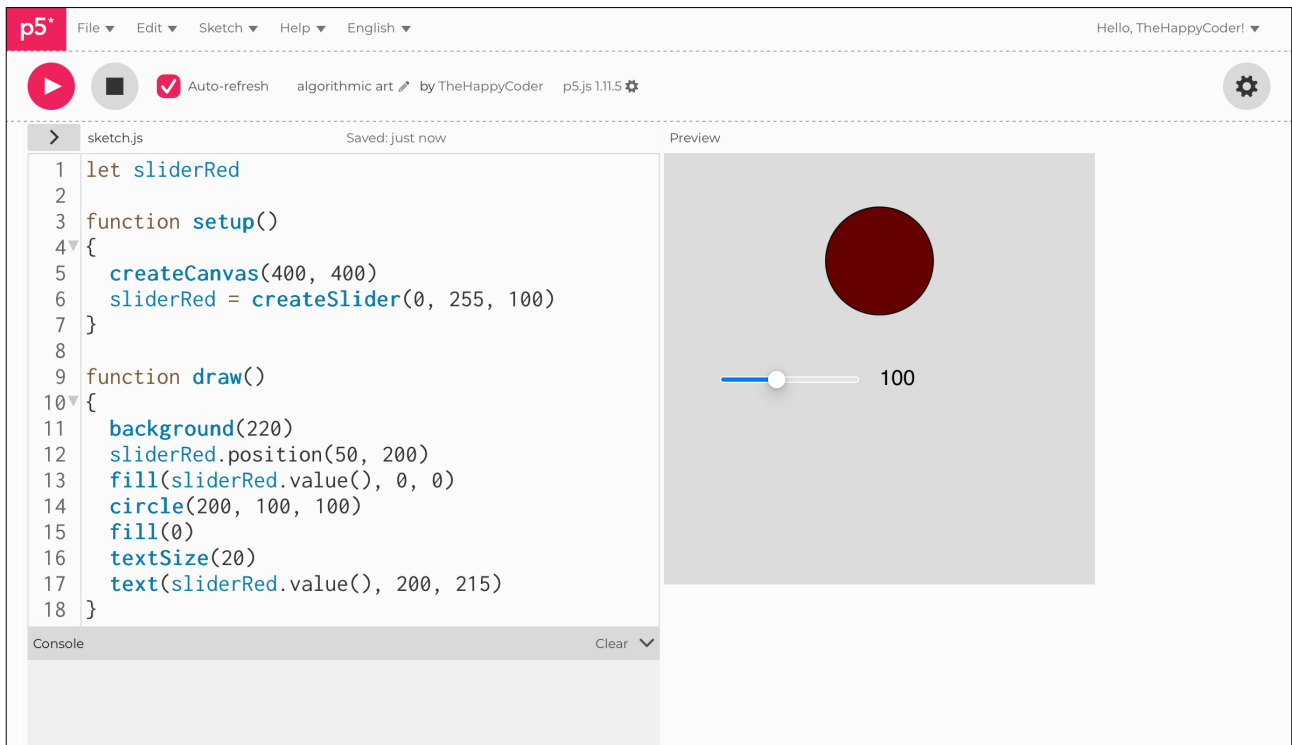 p5* File Edit Sketch Help English Hello, TheHappyCoder!
Auto-refresh algorithmic art by TheHappyCoder p5.js 1.11.5
sketch.js Saved: just now Preview
1 let sliderRed
2
3 function setup()
4 {
5 createCanvas(400, 400)
6 sliderRed = createSlider(0, 255, 100)
7 }
8
9 function draw()
10 {
11 background(220)
12 sliderRed.position(50, 200)
13 fill(sliderRed.value(), 0, 0)
14 circle(200, 100, 100)
15 fill(0)
16 textSize(20)
17 text(sliderRed.value(), 200, 215)
18 }
100
Console Clear